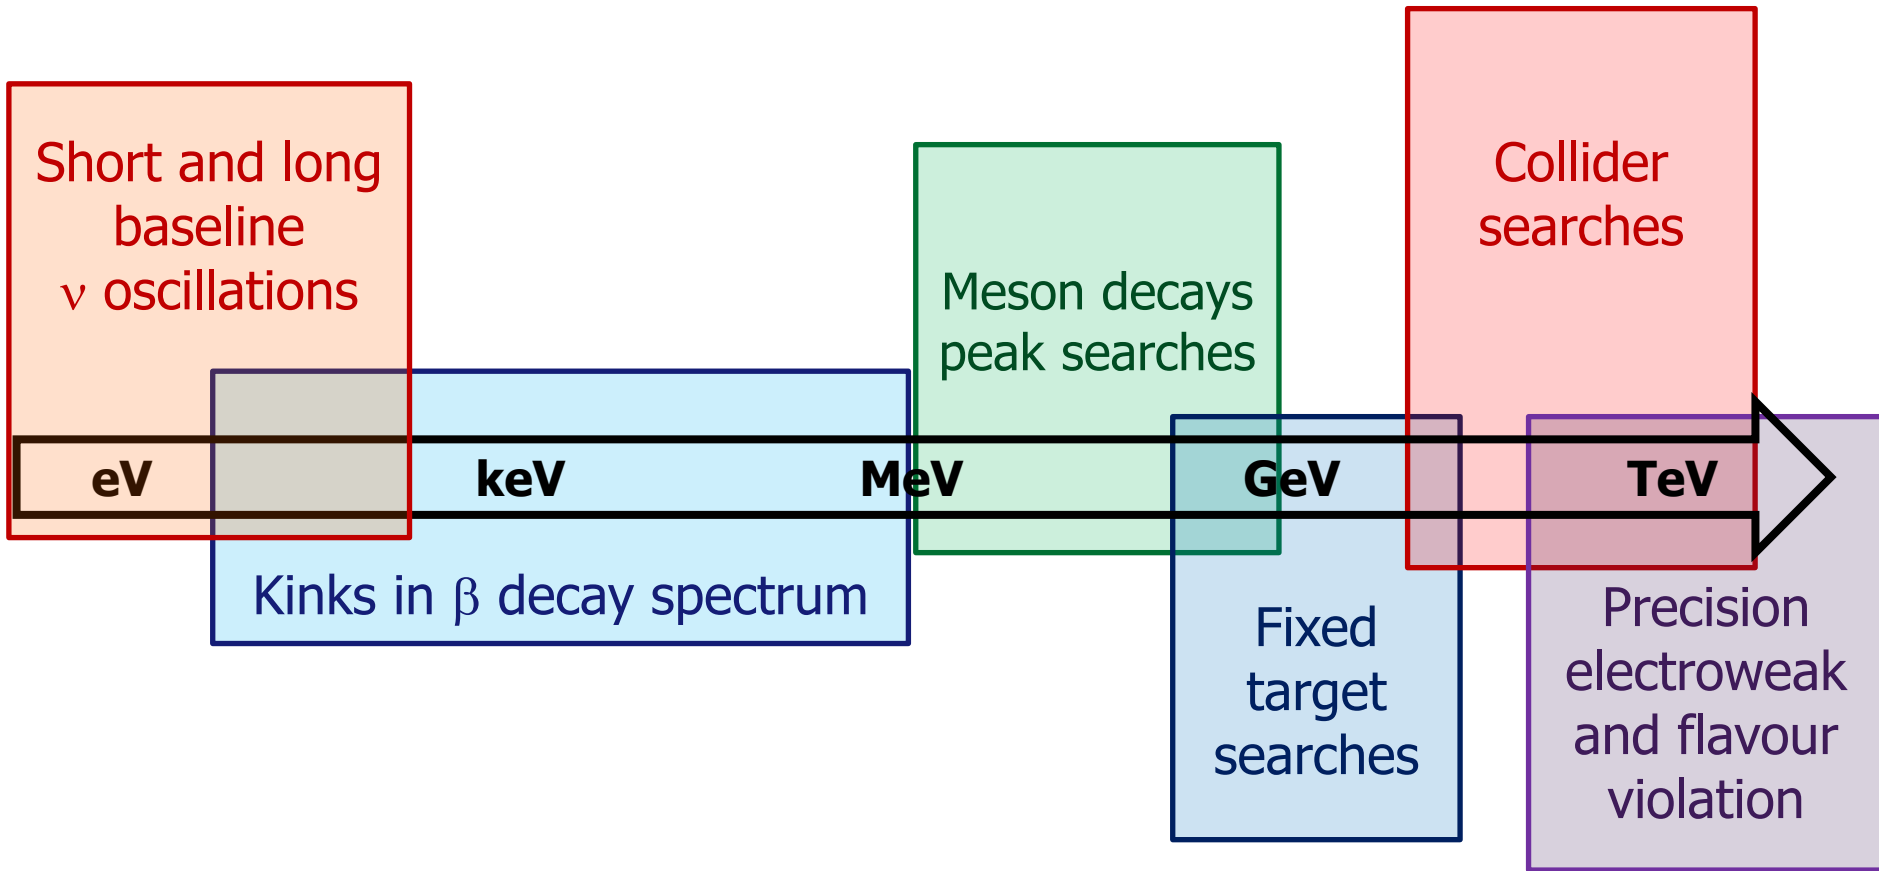 Short and long
baseline
ν oscillations
Kinks in β decay spectrum
Meson decays
peak searches
Fixed
target
searches
Collider
searches
Precision
electroweak
and flavour
violation
eV
keV
MeV
GeV
TeV